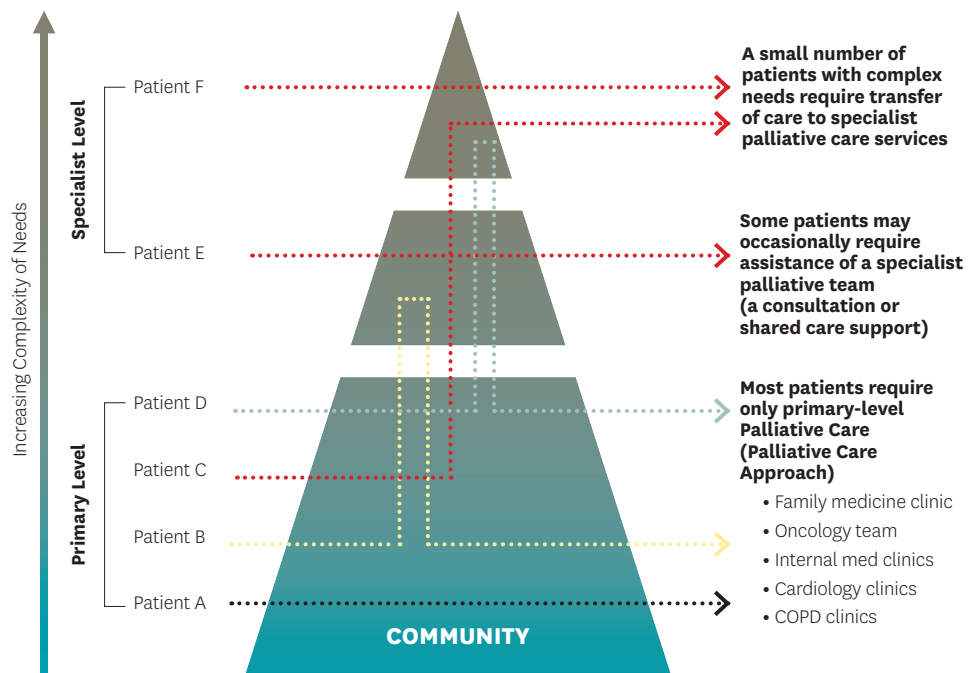 Increasing Complexity of Needs
Specialist Level
Patient F
Patient E
Primary Level
Patient D
Patient C
Patient B
Patient A
COMMUNITY
A small number of
patients with complex
needs require transfer
of care to specialist
palliative care services
Some patients may
occasionally require
assistance of a specialist
palliative team
(a consultation or
shared care support)
Most patients require
only primary-level
Palliative Care
(Palliative Care
Approach)
• Family medicine clinic
• Oncology team
• Internal med clinics
• Cardiology clinics
• COPD clinics